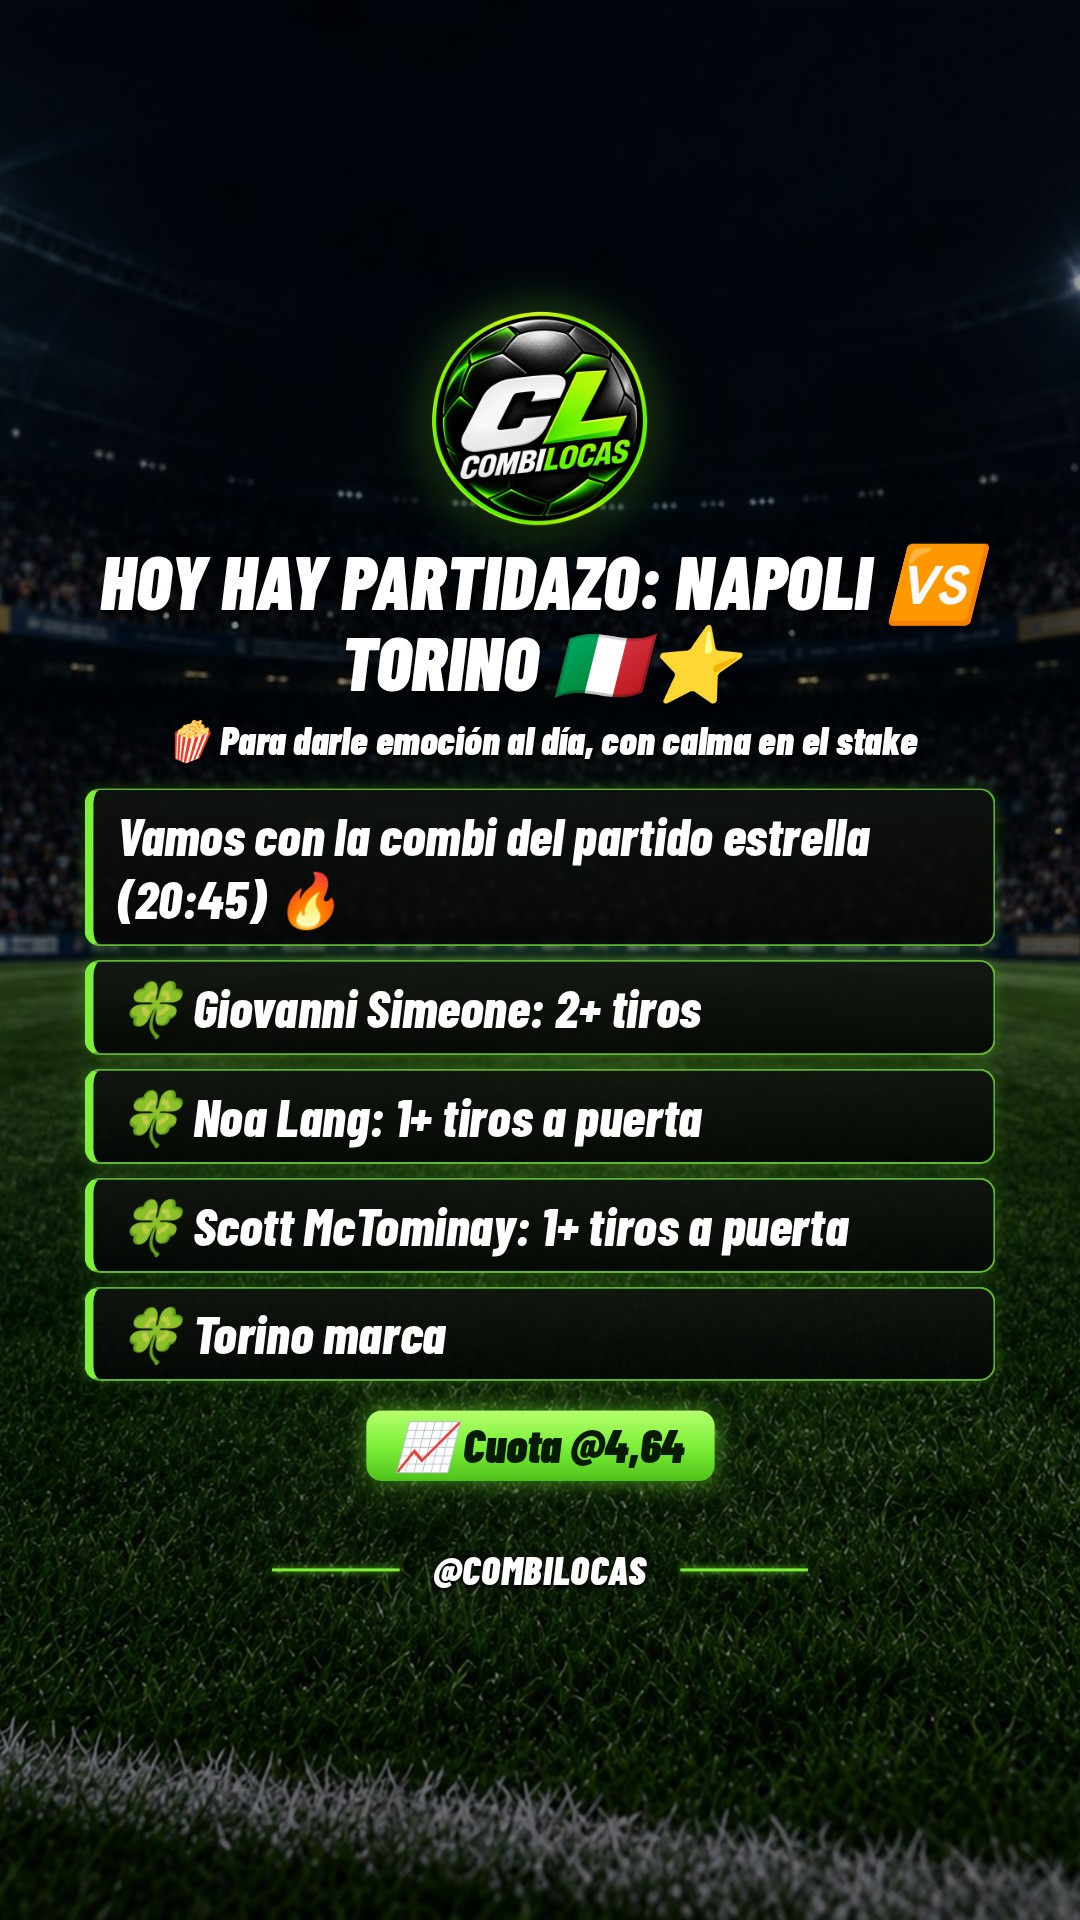 CL
COMBILOCAS
HOY HAY PARTIDAZO: NAPOLI 🆚
TORINO 🇮🇹⭐
🍿 Para darle emoción al día, con calma en el stake
Vamos con la combi del partido estrella
(20:45) 🔥
🍀 Giovanni Simeone: 2+ tiros
🍀 Noa Lang: 1+ tiros a puerta
🍀 Scott McTominay: 1+ tiros a puerta
🍀 Torino marca
📈 Cuota @4,64
@COMBILOCAS